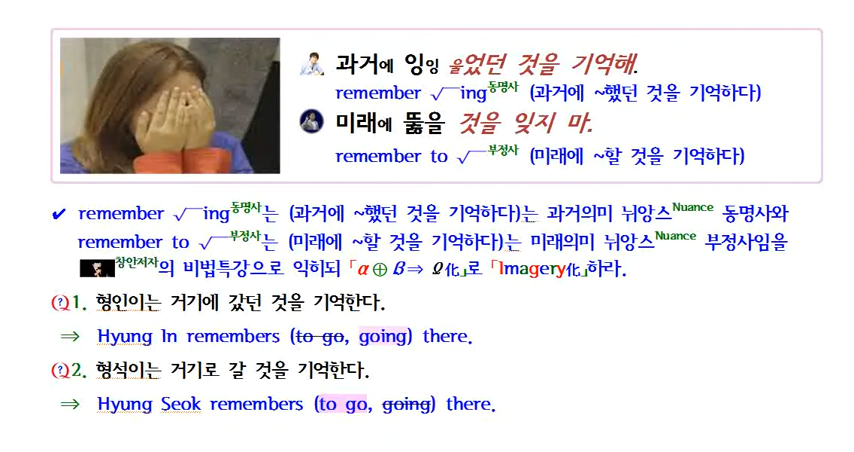 과거에 잉잉 울었던 것을 기억해.
remember √ ing동명사 (과거에 ~했던 것을 기억하다)
미래에 뚫을 것을 잊지 마.
remember to √ 부정사 (미래에 ~할 것을 기억하다)
✔ remember √ ing동명사는 (과거에 ~했던 것을 기억하다)는 과거의미 뉘앙스Nuance 동명사와
remember to √ 부정사는 (미래에 ~할 것을 기억하다)는 미래의미 뉘앙스Nuance 부정사임을
창안저자의 비법특강으로 익히되 「α ⊕ β ⇒ Ω化」로 「Imagery化」하라.
(?)1. 형인이는 거기에 갔던 것을 기억한다.
⇒ Hyung In remembers (to go, going) there.
(?)2. 형석이는 거기로 갈 것을 기억한다.
⇒ Hyung Seok remembers (to go, going) there.